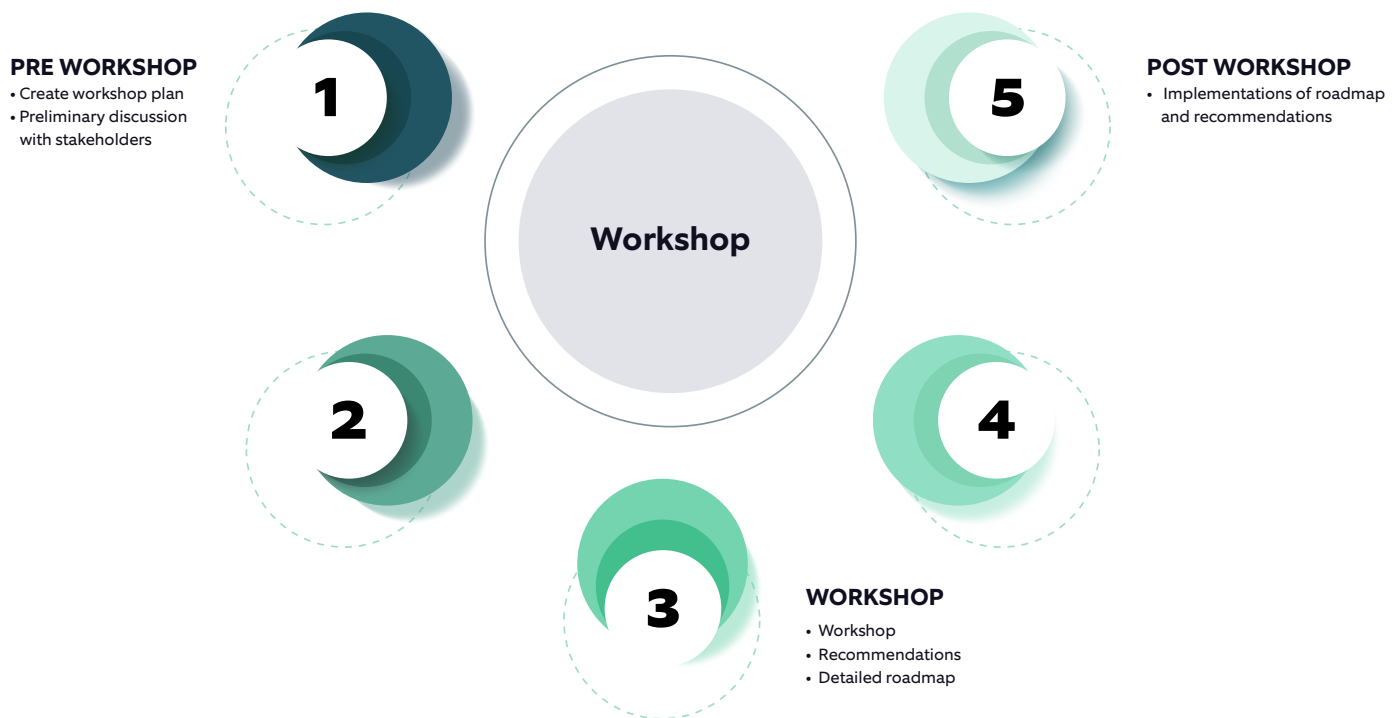 PRE WORKSHOP
• Create workshop plan
• Preliminary discussion
with stakeholders
1
Workshop
5
POST WORKSHOP
• Implementations of roadmap
and recommendations
2
4
3
WORKSHOP
• Workshop
• Recommendations
• Detailed roadmap